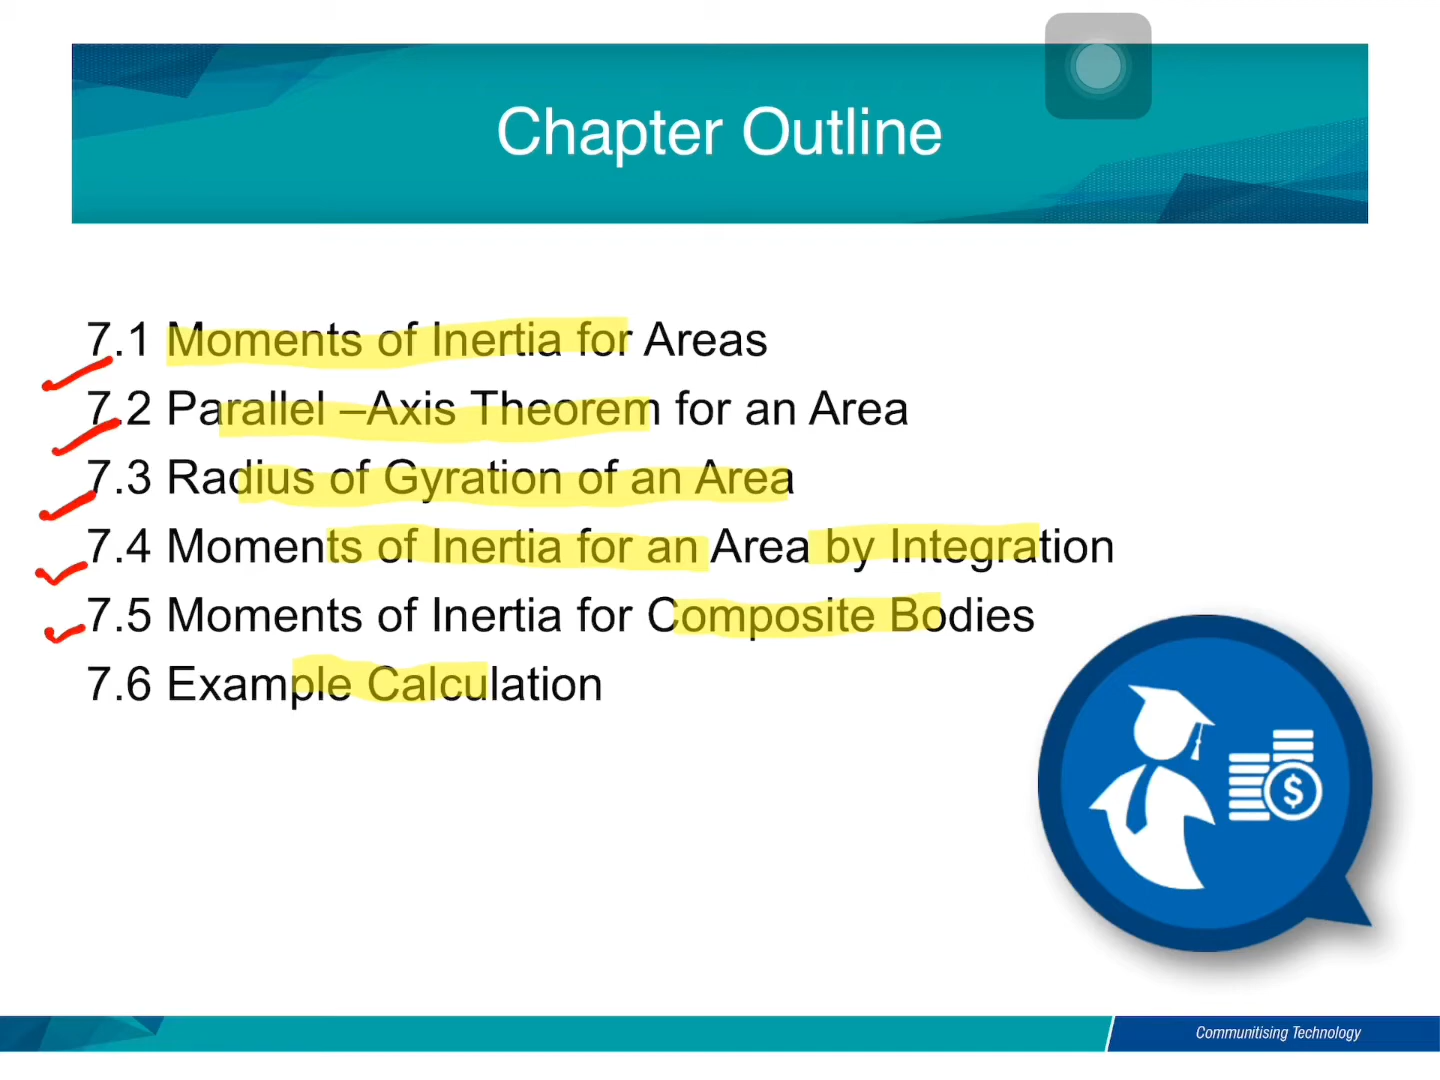 Chapter Outline
7.1 Moments of Inertia for Areas
7.2 Parallel –Axis Theorem for an Area
7.3 Radius of Gyration of an Area
7.4 Moments of Inertia for an Area by Integration
7.5 Moments of Inertia for Composite Bodies
7.6 Example Calculation
$
Communitising Technology